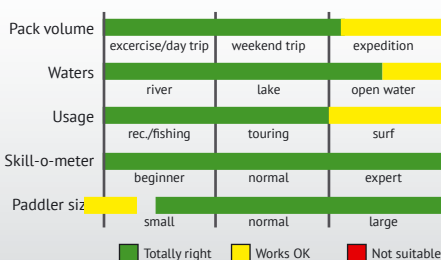 Pack volume
excercise/day trip weekend trip expedition
Waters
river lake open water
Usage
rec./fishing touring surf
Skill-o-meter
beginner normal expert
Paddler siz
small normal large
Totally right Works OK Not suitable